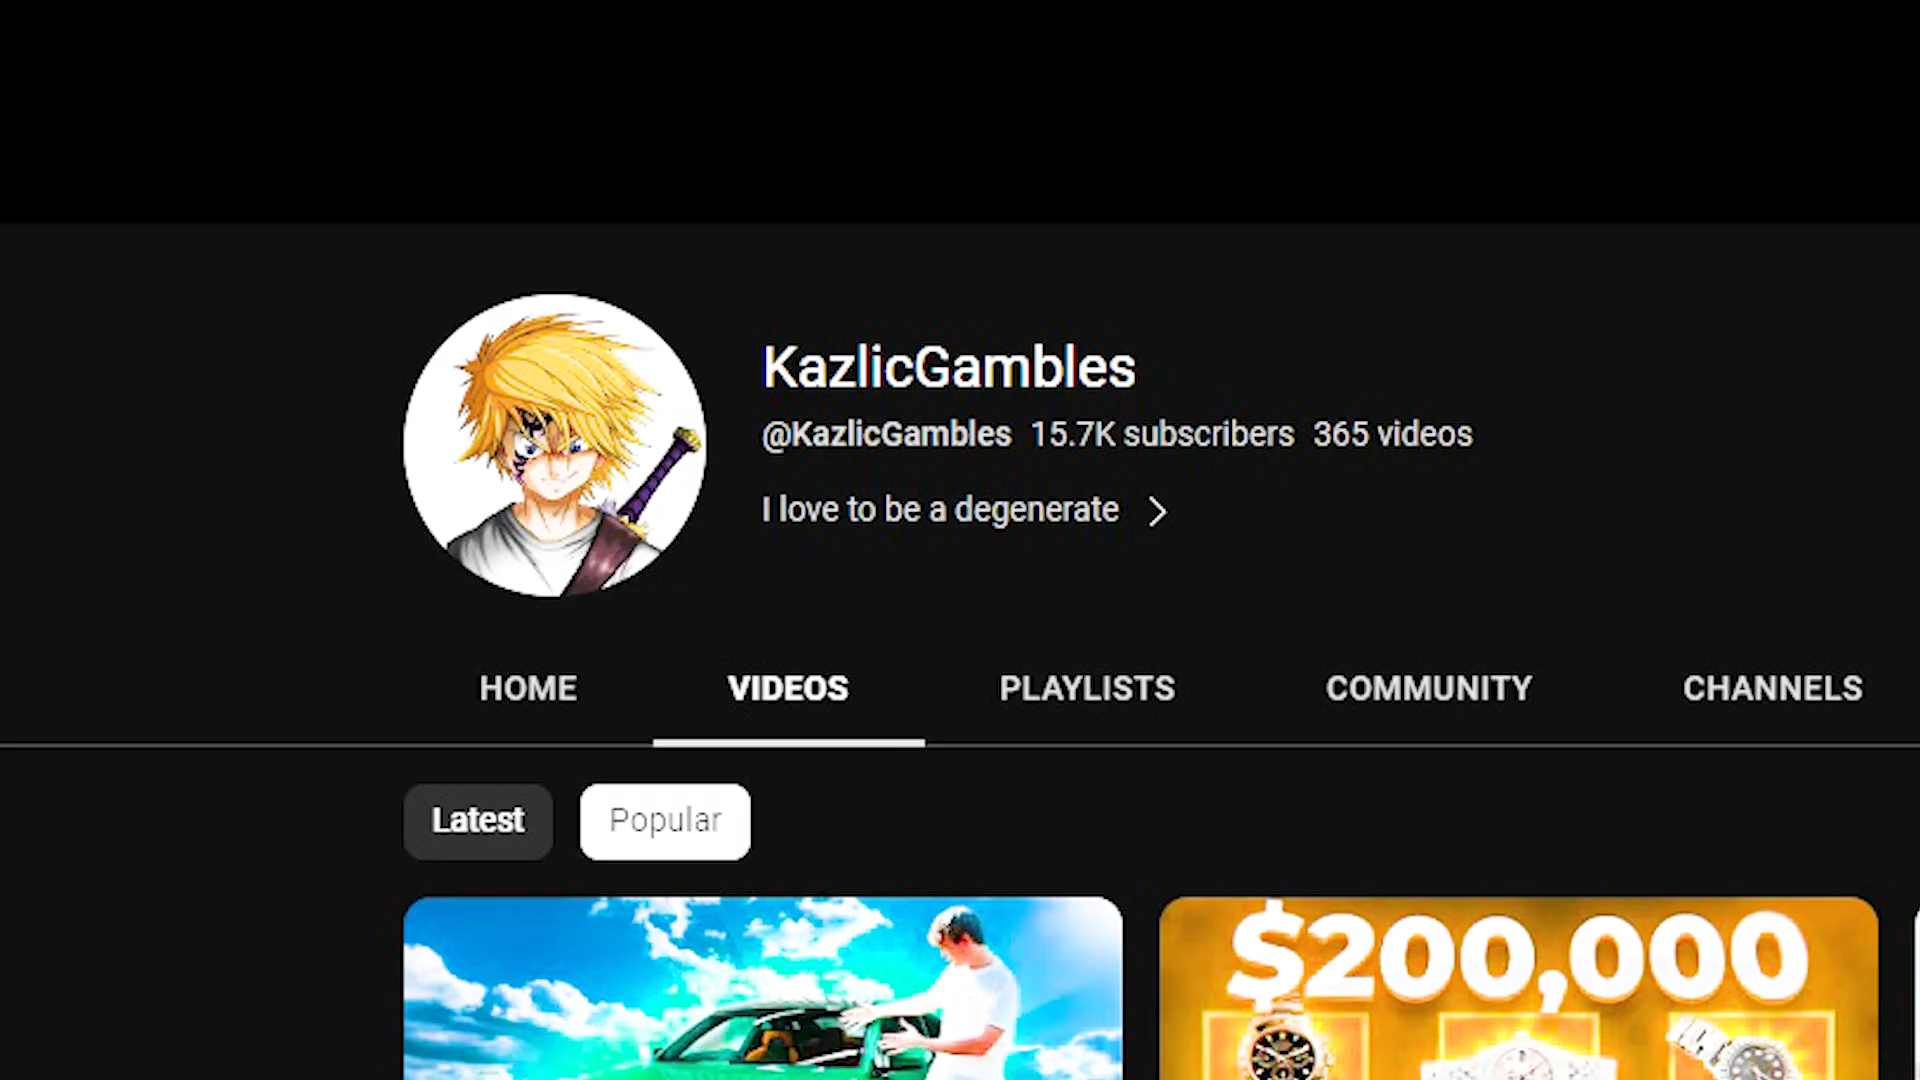 KazlicGambles
@KazlicGambles 15.7K subscribers 365 videos
I love to be a degenerate
HOME VIDEOS PLAYLISTS COMMUNITY CHANNELS
Latest Popular
$200,000